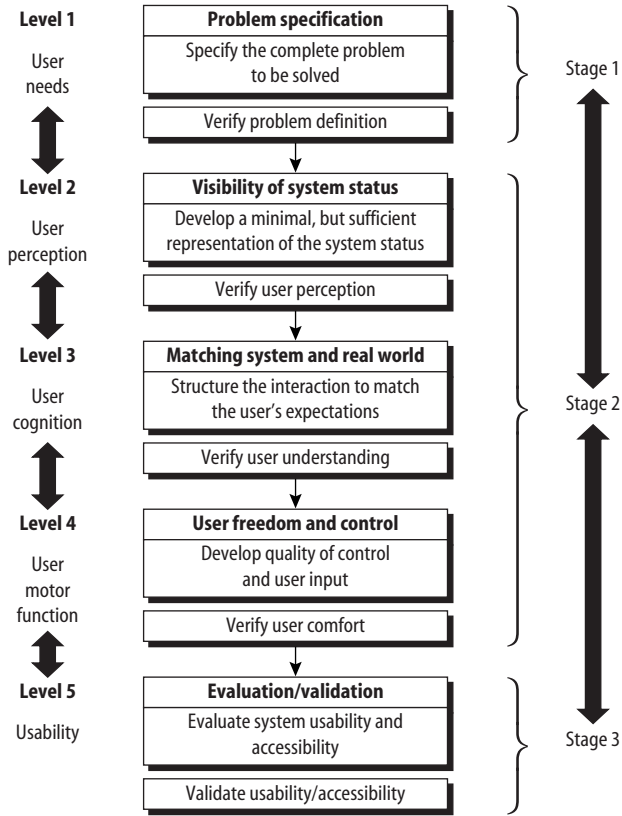 Level 1
User
needs
Problem specification
Specify the complete problem
to be solved
Verify problem definition
Stage 1
Level 2
User
perception
Visibility of system status
Develop a minimal, but sufficient
representation of the system status
Verify user perception
Level 3
User
cognition
Matching system and real world
Structure the interaction to match
the user’s expectations
Verify user understanding
Stage 2
Level 4
User
motor
function
User freedom and control
Develop quality of control
and user input
Verify user comfort
Level 5
Usability
Evaluation/validation
Evaluate system usability and
accessibility
Validate usability/accessibility
Stage 3